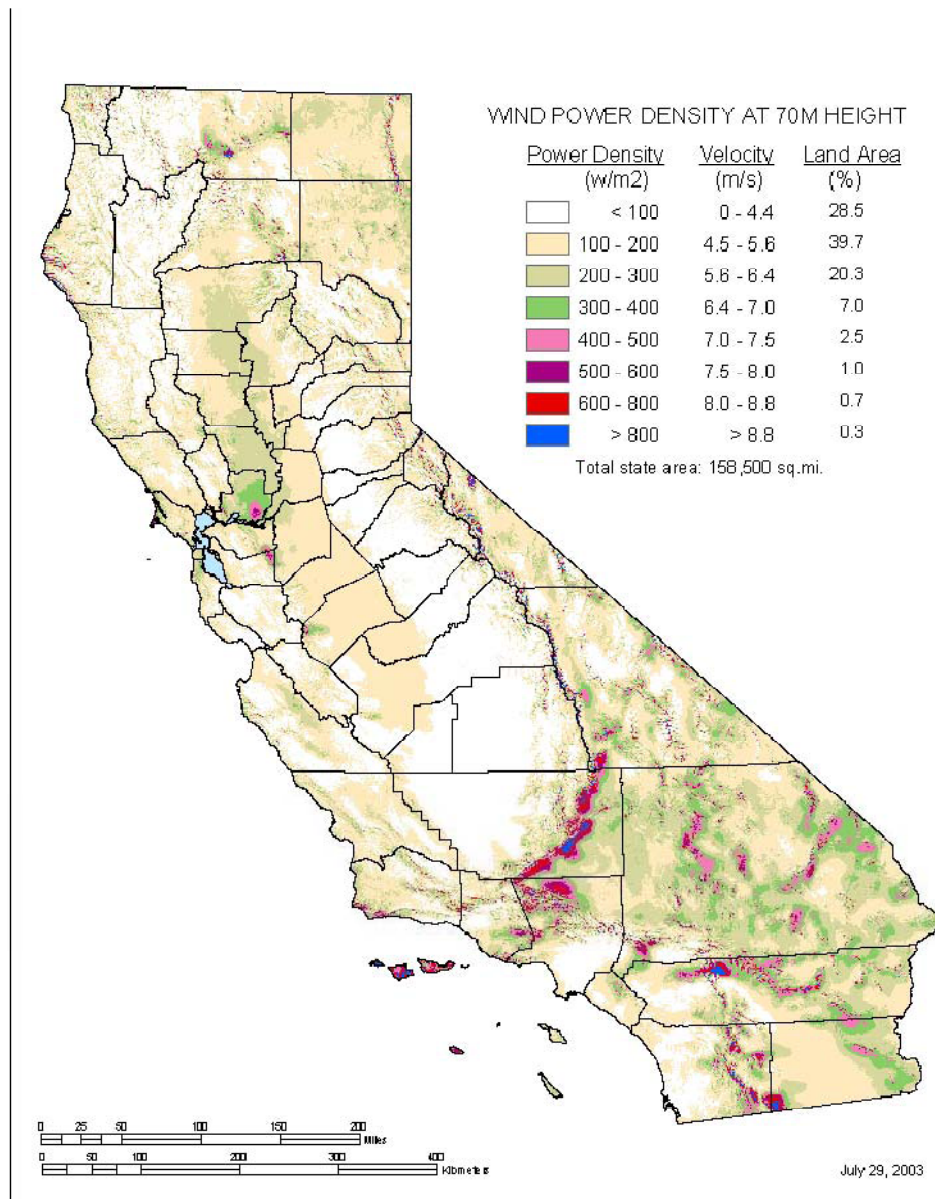 WIND POWER DENSITY AT 70M HEIGHT
Power Density Velocity Land Area
(w/m2) (m/s) (%)
< 100 0 - 4.4 28.5
100 - 200 4.5 - 5.6 39.7
200 - 300 5.6 - 6.4 20.3
300 - 400 6.4 - 7.0 7.0
400 - 500 7.0 - 7.5 2.5
500 - 600 7.5 - 8.0 1.0
600 - 800 8.0 - 8.8 0.7
> 800 > 8.8 0.3
Total state area: 158,500 sq.mi.
0 25 50 100 150 200
Miles
0 50 100 200 300 400
Kilometers
July 29, 2003